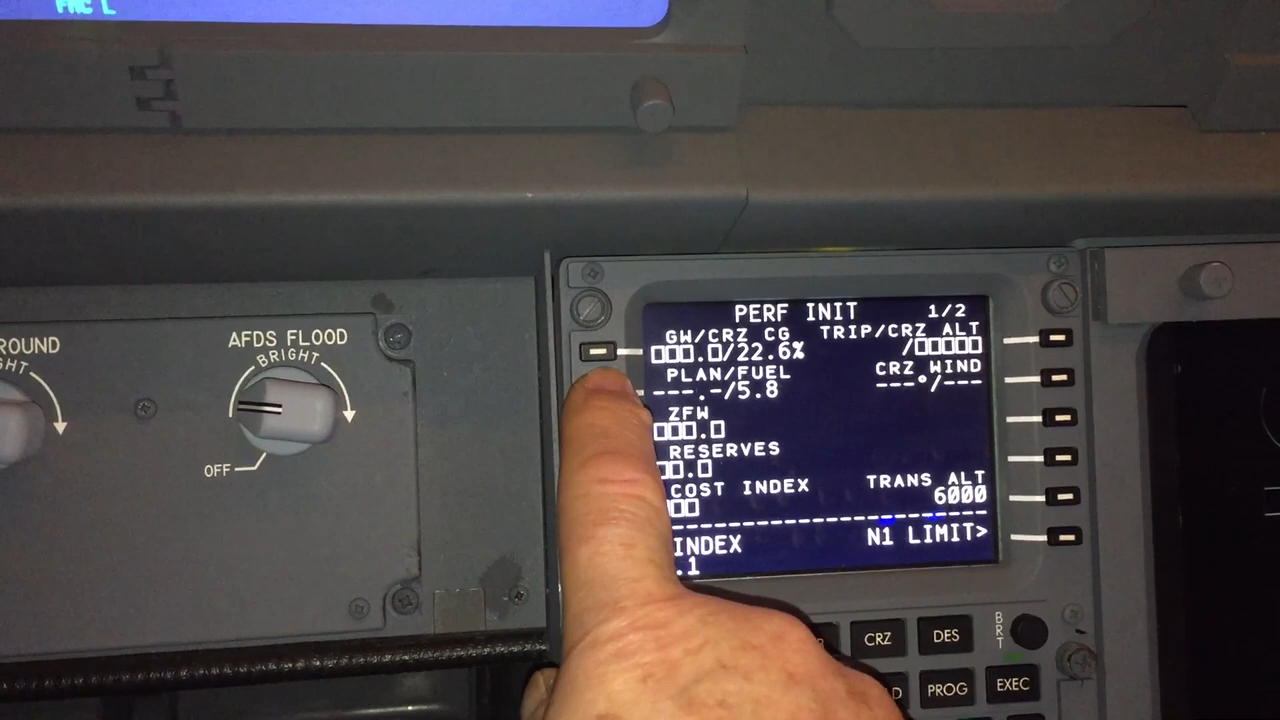 FMC L
ROUND
GHT
AFDS FLOOD
BRIGHT
OFF
PERF INIT 1/2
GW/CRZ CG TRIP/CRZ ALT
□□□.□/22.6% /□□□□□
PLAN/FUEL CRZ WIND
---.-/5.8 ---°/---
ZFW
□□□.□
RESERVES
□□.□
COST INDEX TRANS ALT
□□□ 6000
INDEX N1 LIMIT>
.1
CRZ
DES
BRT
PROG
EXEC